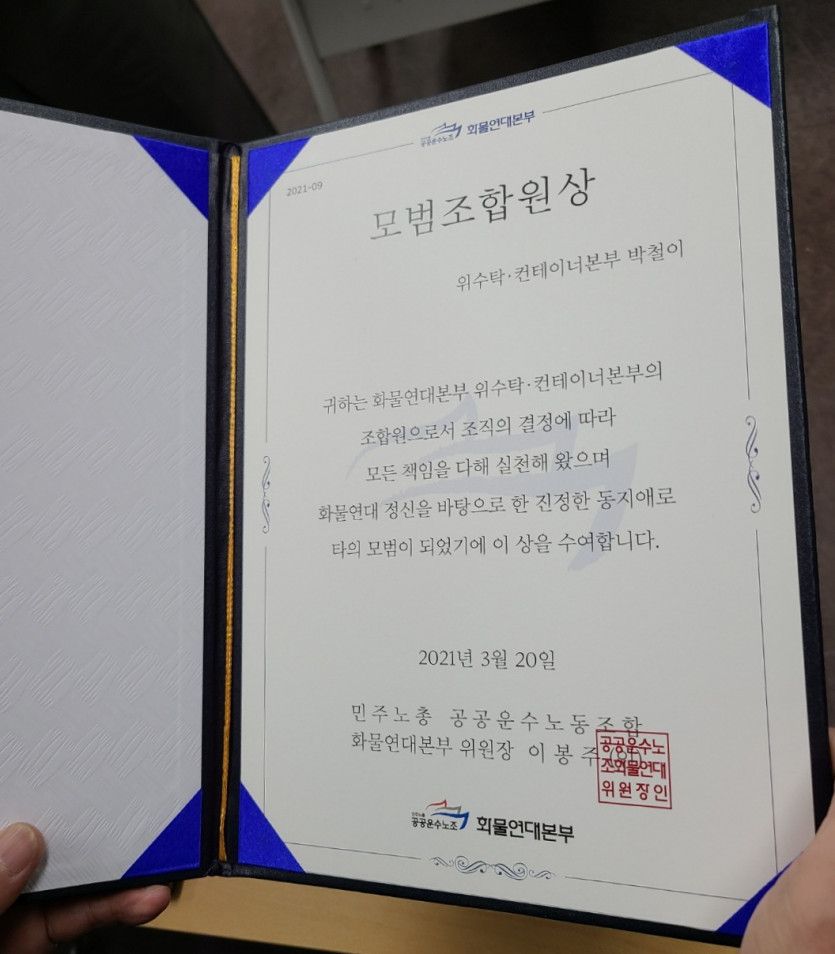 공공운수노조 화물연대본부
2021-09
모범조합원상
위수탁·컨테이너본부 박철이
귀하는 화물연대본부 위수탁·컨테이너본부의
조합원으로서 조직의 결정에 따라
모든 책임을 다해 실천해 왔으며
화물연대 정신을 바탕으로 한 진정한 동지애로
타의 모범이 되었기에 이 상을 수여합니다.
2021년 3월 20일
민주노총 공공운수노동조합
화물연대본부 위원장 이봉주 (인)
공공운수노
조화물연대
위원장인
공공운수노조 화물연대본부